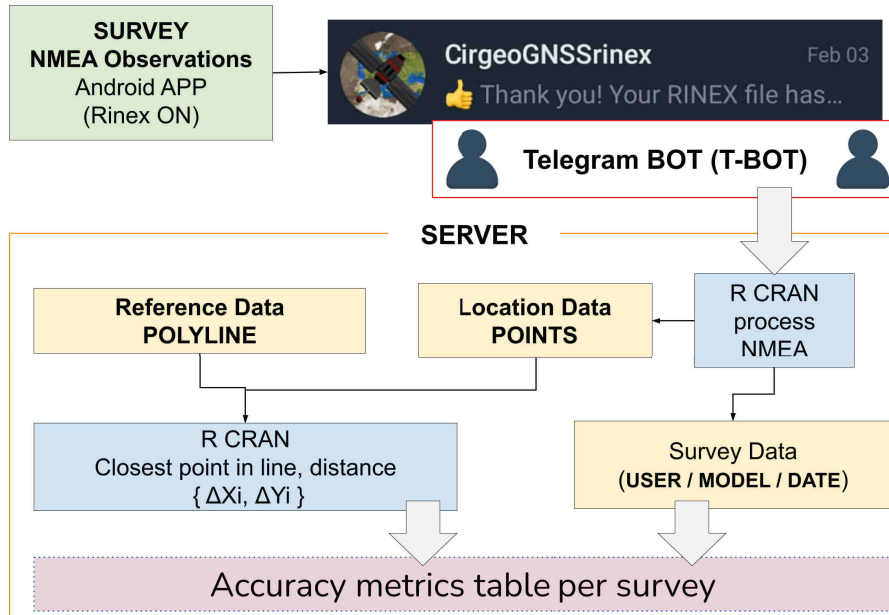 SURVEY
NMEA Observations
Android APP
(Rinex ON)
CirgeoGNSSrinex
Feb 03
👍 Thank you! Your RINEX file has…
Telegram BOT (T-BOT)
SERVER
Reference Data
POLYLINE
Location Data
POINTS
R CRAN
process
NMEA
R CRAN
Closest point in line, distance
{ ΔXi, ΔYi }
Survey Data
(USER / MODEL / DATE)
Accuracy metrics table per survey